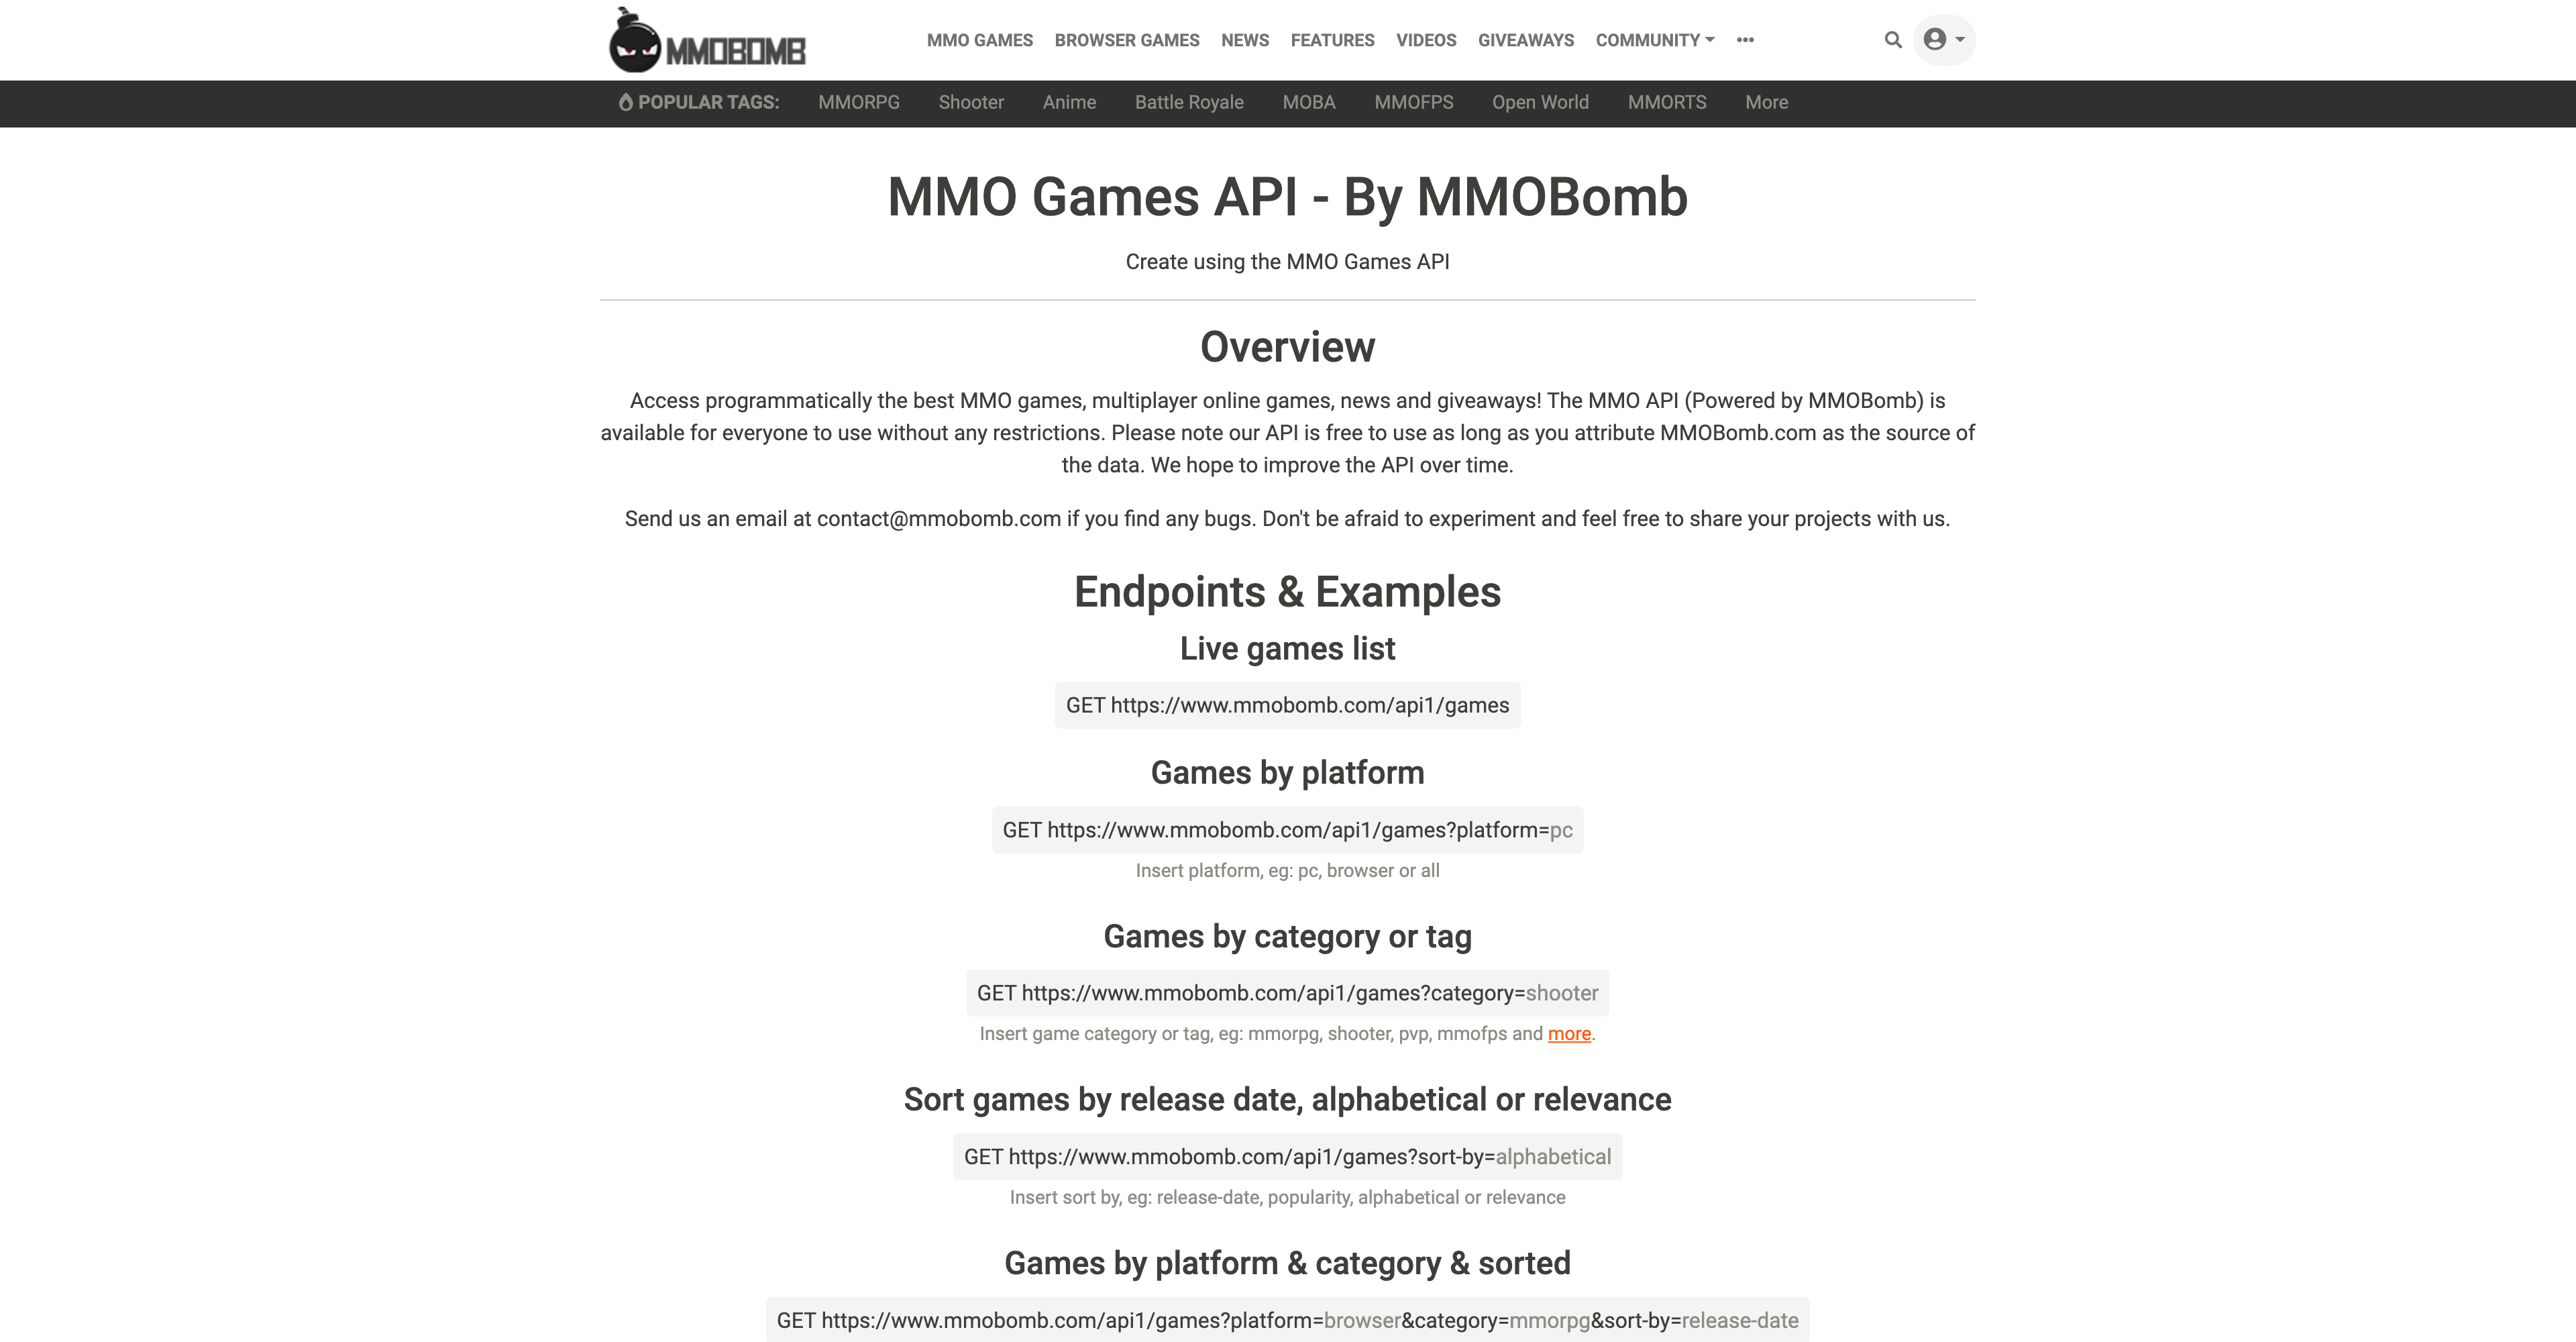 MMOBOMB
MMO GAMES BROWSER GAMES NEWS FEATURES VIDEOS GIVEAWAYS COMMUNITY
POPULAR TAGS: MMORPG Shooter Anime Battle Royale MOBA MMOFPS Open World MMORTS More
MMO Games API - By MMOBomb
Create using the MMO Games API
Overview
Access programmatically the best MMO games, multiplayer online games, news and giveaways! The MMO API (Powered by MMOBomb) is
available for everyone to use without any restrictions. Please note our API is free to use as long as you attribute MMOBomb.com as the source of
the data. We hope to improve the API over time.
Send us an email at contact@mmobomb.com if you find any bugs. Don't be afraid to experiment and feel free to share your projects with us.
Endpoints & Examples
Live games list
GET https://www.mmobomb.com/api1/games
Games by platform
GET https://www.mmobomb.com/api1/games?platform=pc
Insert platform, eg: pc, browser or all
Games by category or tag
GET https://www.mmobomb.com/api1/games?category=shooter
Insert game category or tag, eg: mmorpg, shooter, pvp, mmofps and more.
Sort games by release date, alphabetical or relevance
GET https://www.mmobomb.com/api1/games?sort-by=alphabetical
Insert sort by, eg: release-date, popularity, alphabetical or relevance
Games by platform & category & sorted
GET https://www.mmobomb.com/api1/games?platform=browser&category=mmorpg&sort-by=release-date